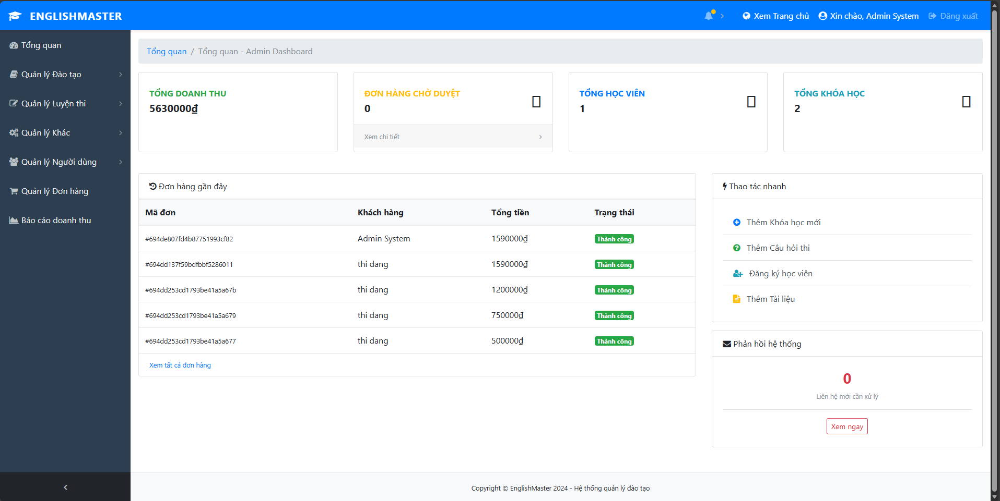 ENGLISHMASTER
Xem Trang chủ
Xin chào, Admin System
Đăng xuất
Tổng quan
Quản lý Đào tạo
Quản lý Luyện thi
Quản lý Khác
Quản lý Người dùng
Quản lý Đơn hàng
Báo cáo doanh thu
Tổng quan / Tổng quan - Admin Dashboard
TỔNG DOANH THU
5630000₫
ĐƠN HÀNG CHỜ DUYỆT
0
Xem chi tiết
TỔNG HỌC VIÊN
1
TỔNG KHÓA HỌC
2
Đơn hàng gần đây
Mã đơn Khách hàng Tổng tiền Trạng thái
#694de807fd4b87751993cf82 Admin System 1590000₫ Thành công
#694dd137f59bdfbbf5286011 thi dang 1590000₫ Thành công
#694dd253cd1793be41a5a67b thi dang 1200000₫ Thành công
#694dd253cd1793be41a5a679 thi dang 750000₫ Thành công
#694dd253cd1793be41a5a677 thi dang 500000₫ Thành công
Xem tất cả đơn hàng
Thao tác nhanh
Thêm Khóa học mới
Thêm Câu hỏi thi
Đăng ký học viên
Thêm Tài liệu
Phản hồi hệ thống
0
Liên hệ mới cần xử lý
Xem ngay
Copyright © EnglishMaster 2024 - Hệ thống quản lý đào tạo